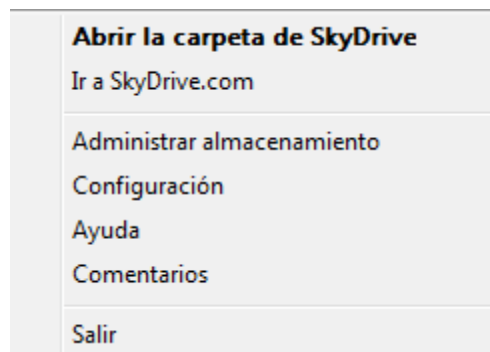 Abrir la carpeta de SkyDrive
Ir a SkyDrive.com
Administrar almacenamiento
Configuración
Ayuda
Comentarios
Salir